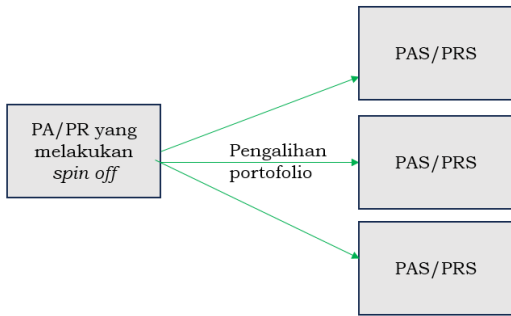 PA/PR yang
melakukan
spin off
Pengalihan
portofolio
PAS/PRS
PAS/PRS
PAS/PRS